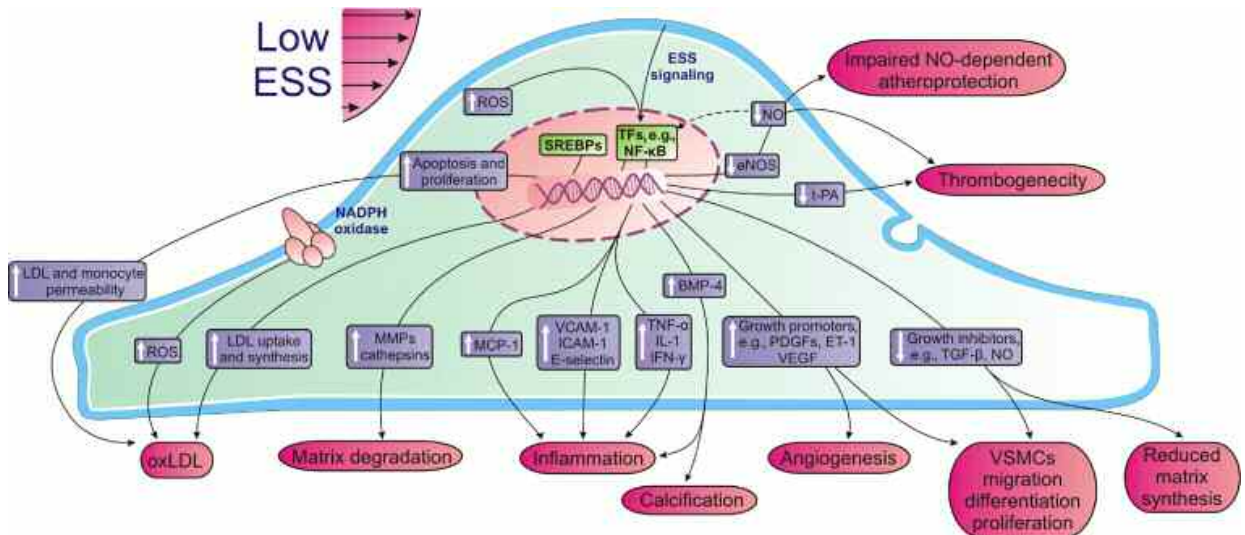 Low
ESS
ESS
signaling
Impaired NO-dependent
atheroprotection
ROS
NO
SREBPs
TFs, e.g.,
NF-κB
eNOS
Apoptosis and
proliferation
t-PA
Thrombogenecity
NADPH
oxidase
LDL and monocyte
permeability
BMP-4
ROS
LDL uptake
and synthesis
MMPs
cathepsins
MCP-1
VCAM-1
ICAM-1
E-selectin
TNF-α
IL-1
IFN-γ
Growth promoters,
e.g., PDGFs, ET-1
VEGF
Growth inhibitors,
e.g., TGF-β, NO
oxLDL
Matrix degradation
Inflammation
Calcification
Angiogenesis
VSMCs
migration
differentiation
proliferation
Reduced
matrix
synthesis